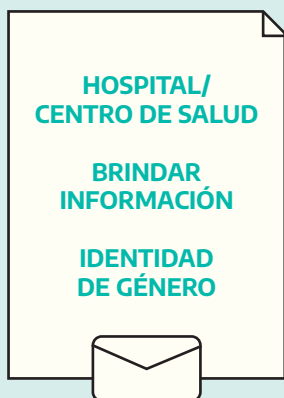 HOSPITAL/
CENTRO DE SALUD
BRINDAR
INFORMACIÓN
IDENTIDAD
DE GÉNERO